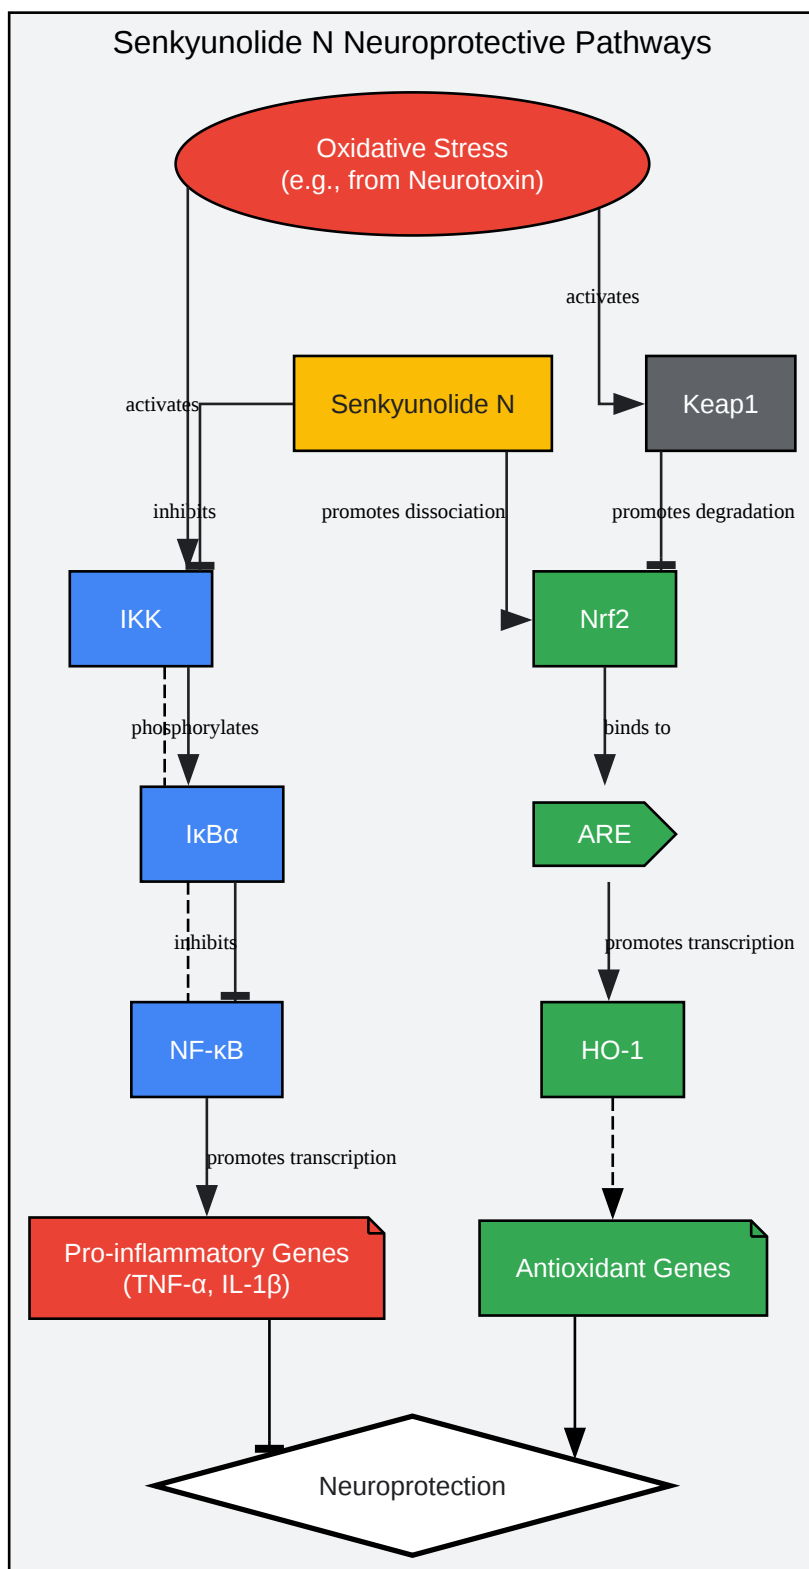 Senkyunolide N Neuroprotective Pathways
Oxidative Stress
(e.g., from Neurotoxin)
activates
activates
Senkyunolide N
Keap1
inhibits
promotes dissociation
promotes degradation
IKK
Nrf2
phosphorylates
binds to
IκBα
ARE
inhibits
promotes transcription
NF-κB
HO-1
promotes transcription
Pro-inflammatory Genes
(TNF-α, IL-1β)
Antioxidant Genes
Neuroprotection